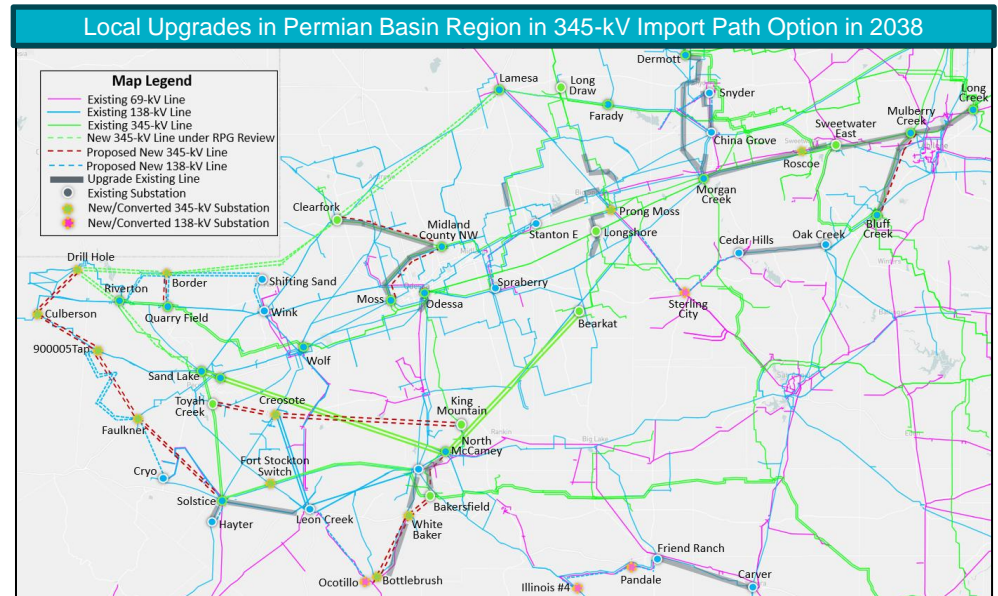 Local Upgrades in Permian Basin Region in 345-kV Import Path Option in 2038
Map Legend
Existing 69-kV Line
Existing 138-kV Line
Existing 345-kV Line
New 345-kV Line under RPG Review
Proposed New 345-kV Line
Proposed New 138-kV Line
Upgrade Existing Line
Existing Substation
New/Converted 345-kV Substation
New/Converted 138-kV Substation
Dermott
Lamesa
Long
Draw
Farady
Snyder
China Grove
Sweetwater
East
Mulberry
Creek
Long
Creek
Roscoe
Morgan
Creek
Clearfork
Midland
County NW
Stanton E
Prong Moss
Longshore
Cedar Hills
Oak Creek
Bluff
Creek
Drill Hole
Border
Shifting Sand
Riverton
Quarry Field
Wink
Moss
Odessa
Spraberry
Sterling
City
Culberson
Bearkat
900005Tap
Wolf
Sand Lake
Toyah
Creek
Creosote
King
Mountain
Rankin
Big Lake
Faulkner
North
McCamey
Cryo
Fort Stockton
Switch
Solstice
Hayter
Leon Creek
Bakersfield
White
Baker
Ocotillo
Bottlebrush
Friend Ranch
Pandale
Illinois #4
Carver